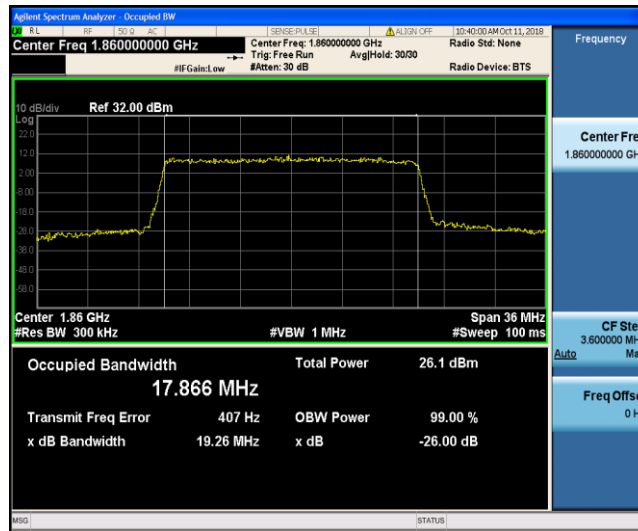 Agilent Spectrum Analyzer - Occupied BW
RL RF 50 Ω AC SENSE:PULSE ALIGN OFF 10:40:00 AM Oct 11, 2018
Center Freq 1.860000000 GHz Center Freq: 1.860000000 GHz Radio Std: None Frequency
Trig: Free Run Avg|Hold: 30/30
#IFGain:Low #Atten: 30 dB Radio Device: BTS
10 dB/div Ref 32.00 dBm
Log
22.0
12.0
2.00
-8.00
-18.0
-28.0
-38.0
-48.0
-58.0
Center Fre
1.860000000 GH
Center 1.86 GHz Span 36 MHz
#Res BW 300 kHz #VBW 1 MHz #Sweep 100 ms
CF Ste
3.600000 MH
Auto Ma
Occupied Bandwidth Total Power 26.1 dBm
17.866 MHz
Transmit Freq Error 407 Hz OBW Power 99.00 %
x dB Bandwidth 19.26 MHz x dB -26.00 dB
Freq Offse
0 H
MSG STATUS